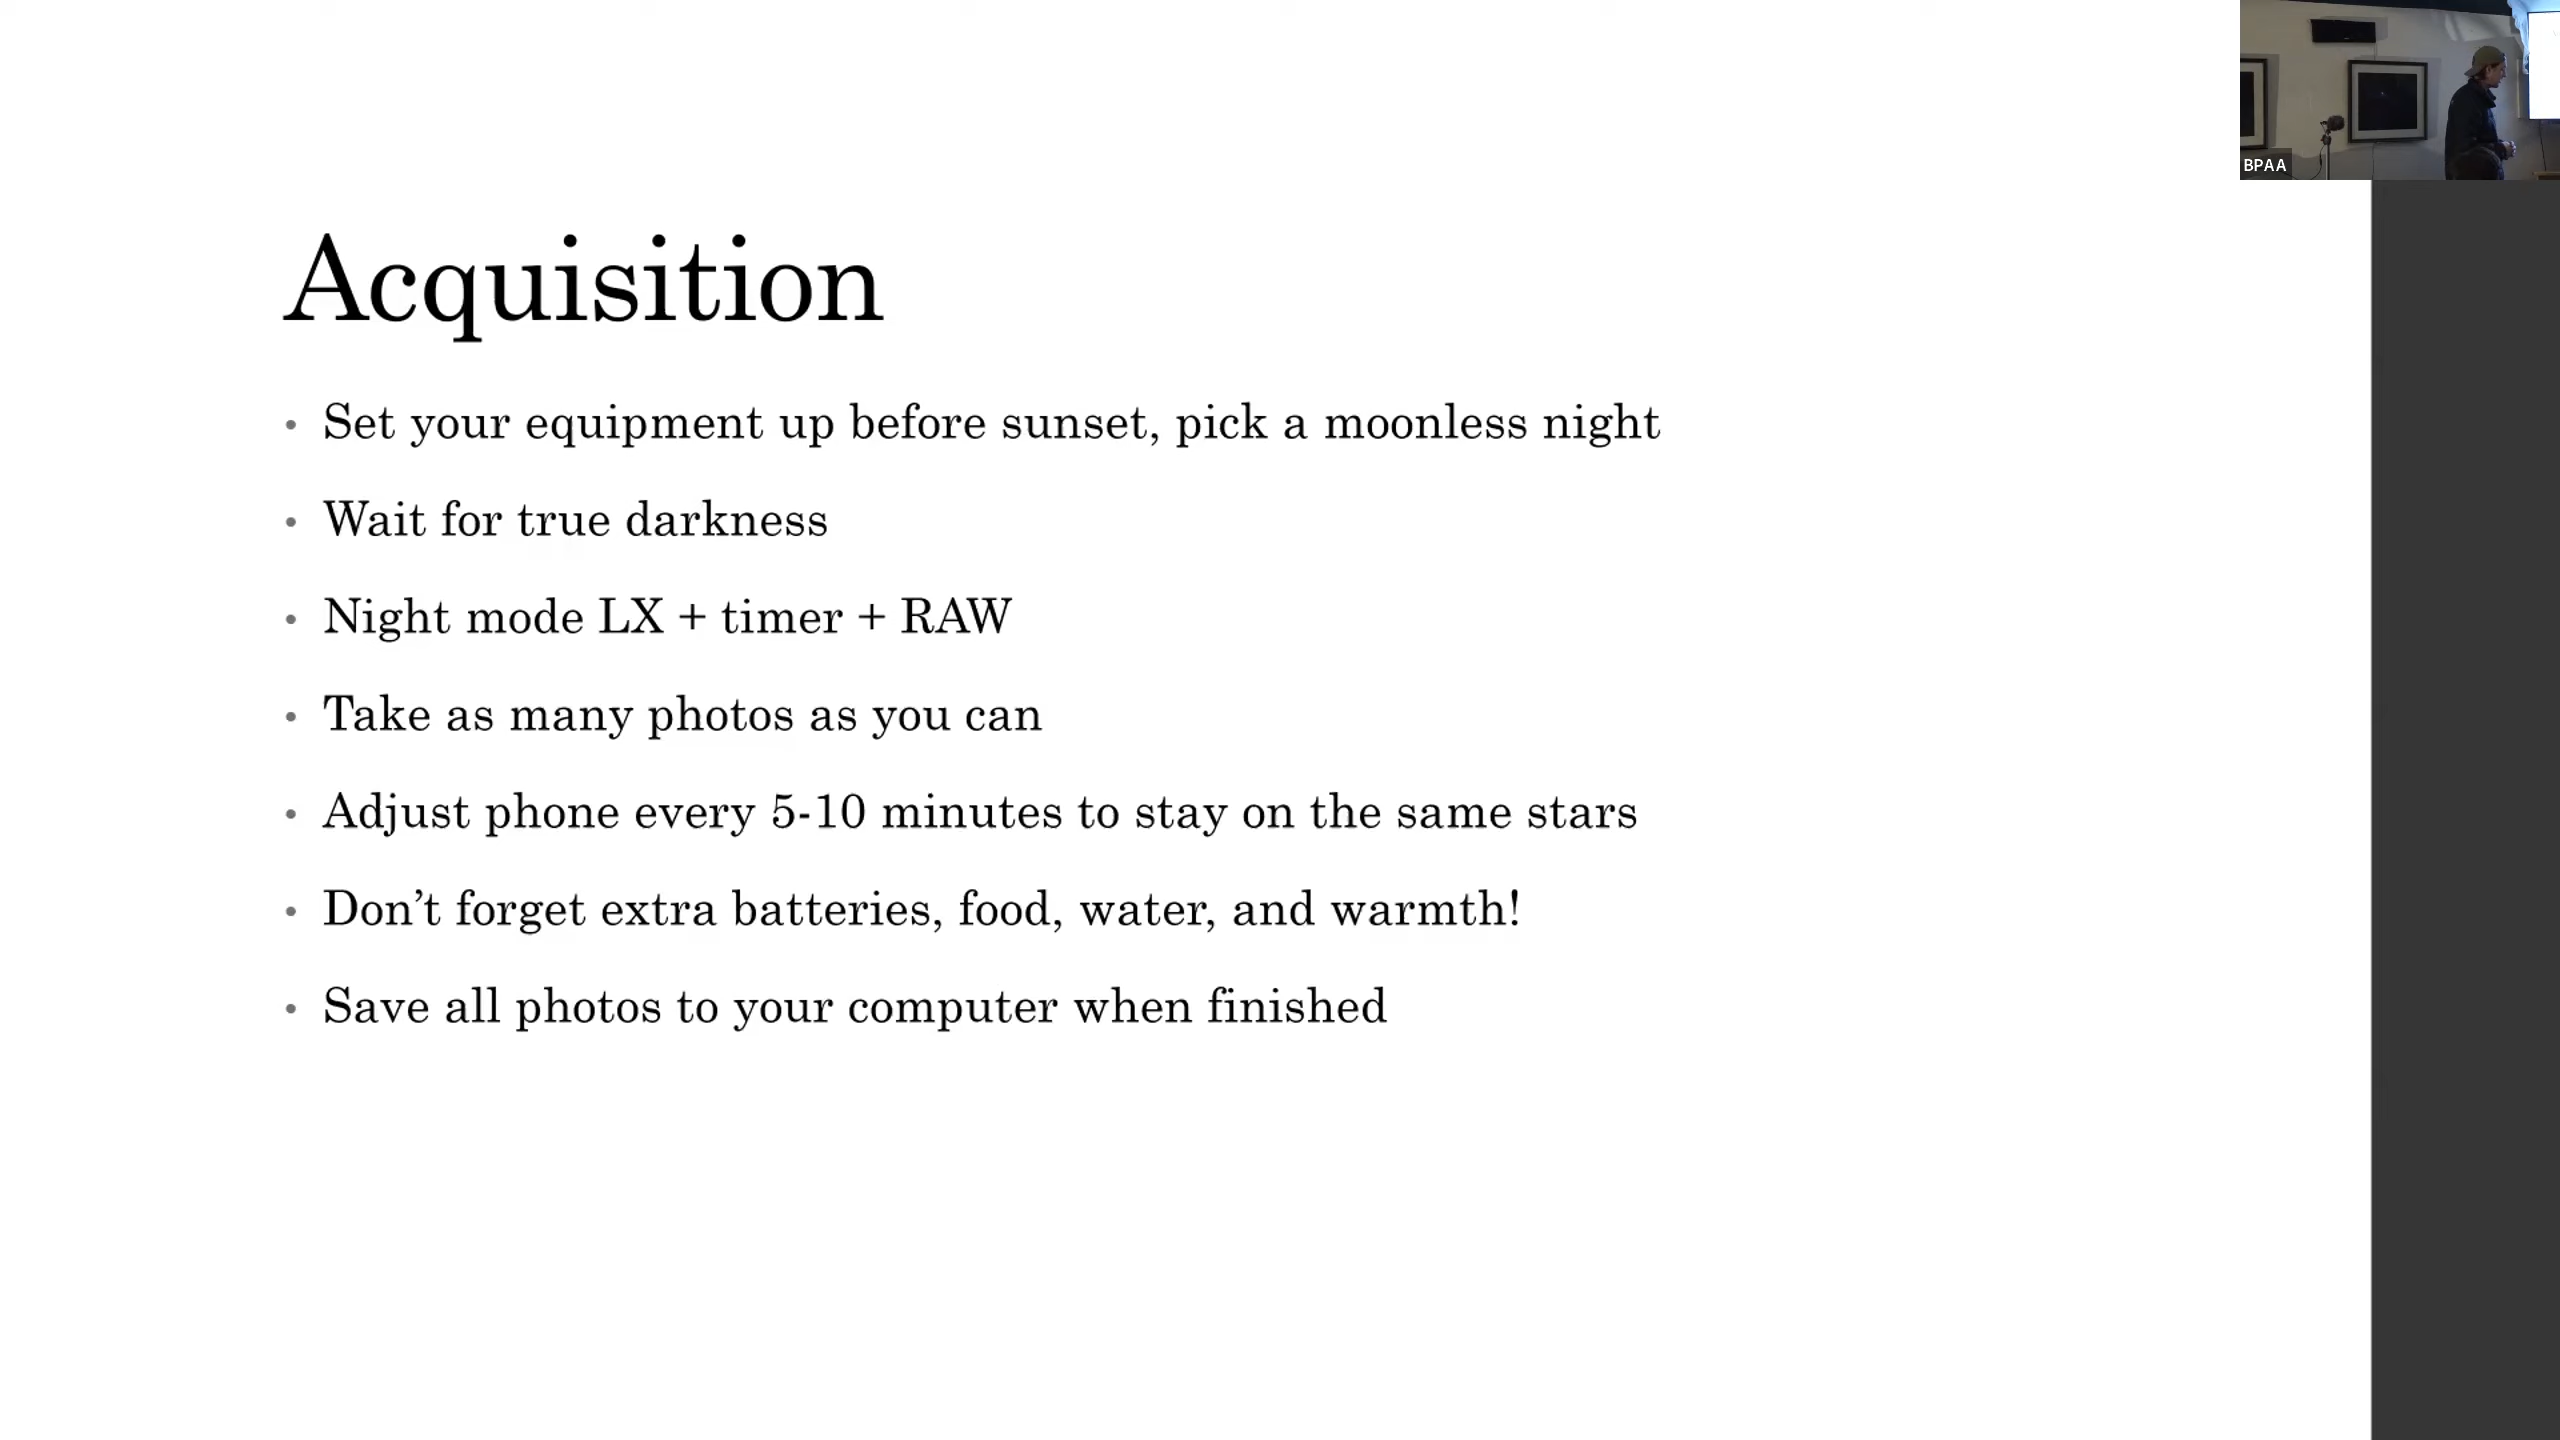 Acquisition
• Set your equipment up before sunset, pick a moonless night
• Wait for true darkness
• Night mode LX + timer + RAW
• Take as many photos as you can
• Adjust phone every 5-10 minutes to stay on the same stars
• Don’t forget extra batteries, food, water, and warmth!
• Save all photos to your computer when finished
BPAA